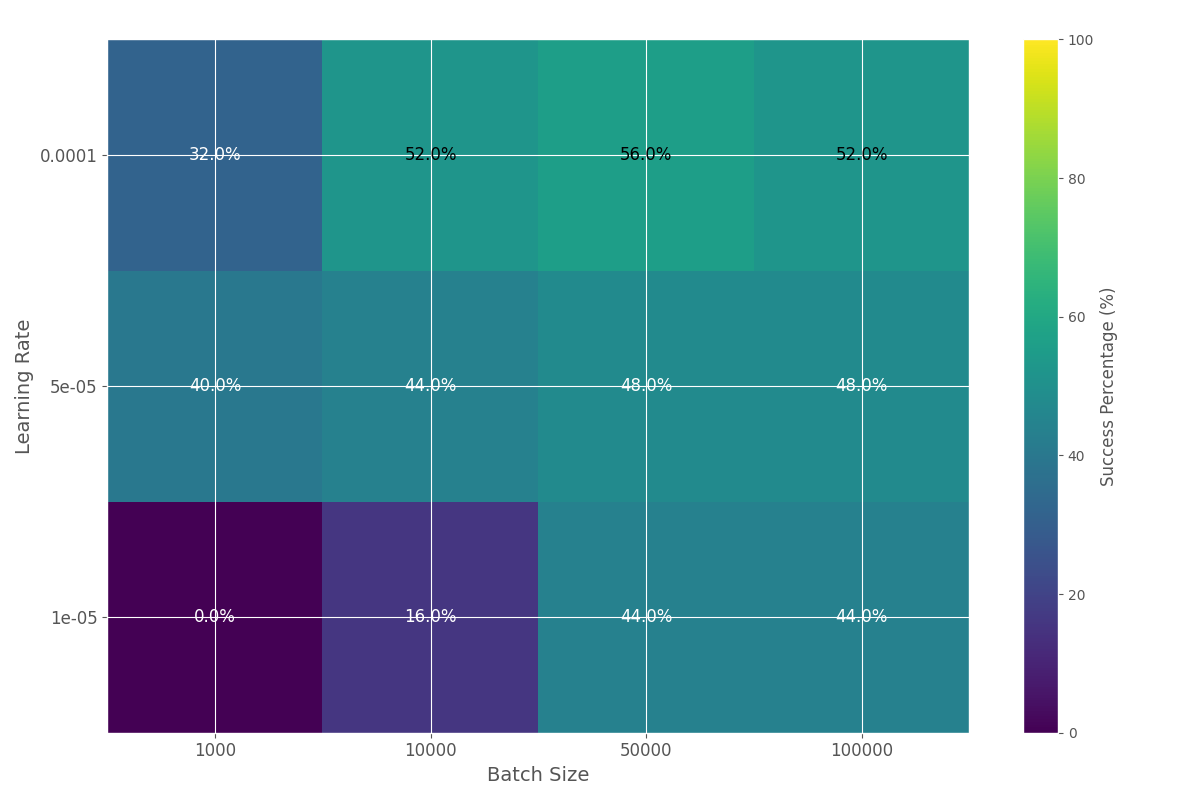 0.0001 32.0% 52.0% 56.0% 52.0%
5e-05 40.0% 44.0% 48.0% 48.0%
1e-05 0.0% 16.0% 44.0% 44.0%
1000 10000 50000 100000
Batch Size
Learning Rate
100
80
60
40
20
0
Success Percentage (%)